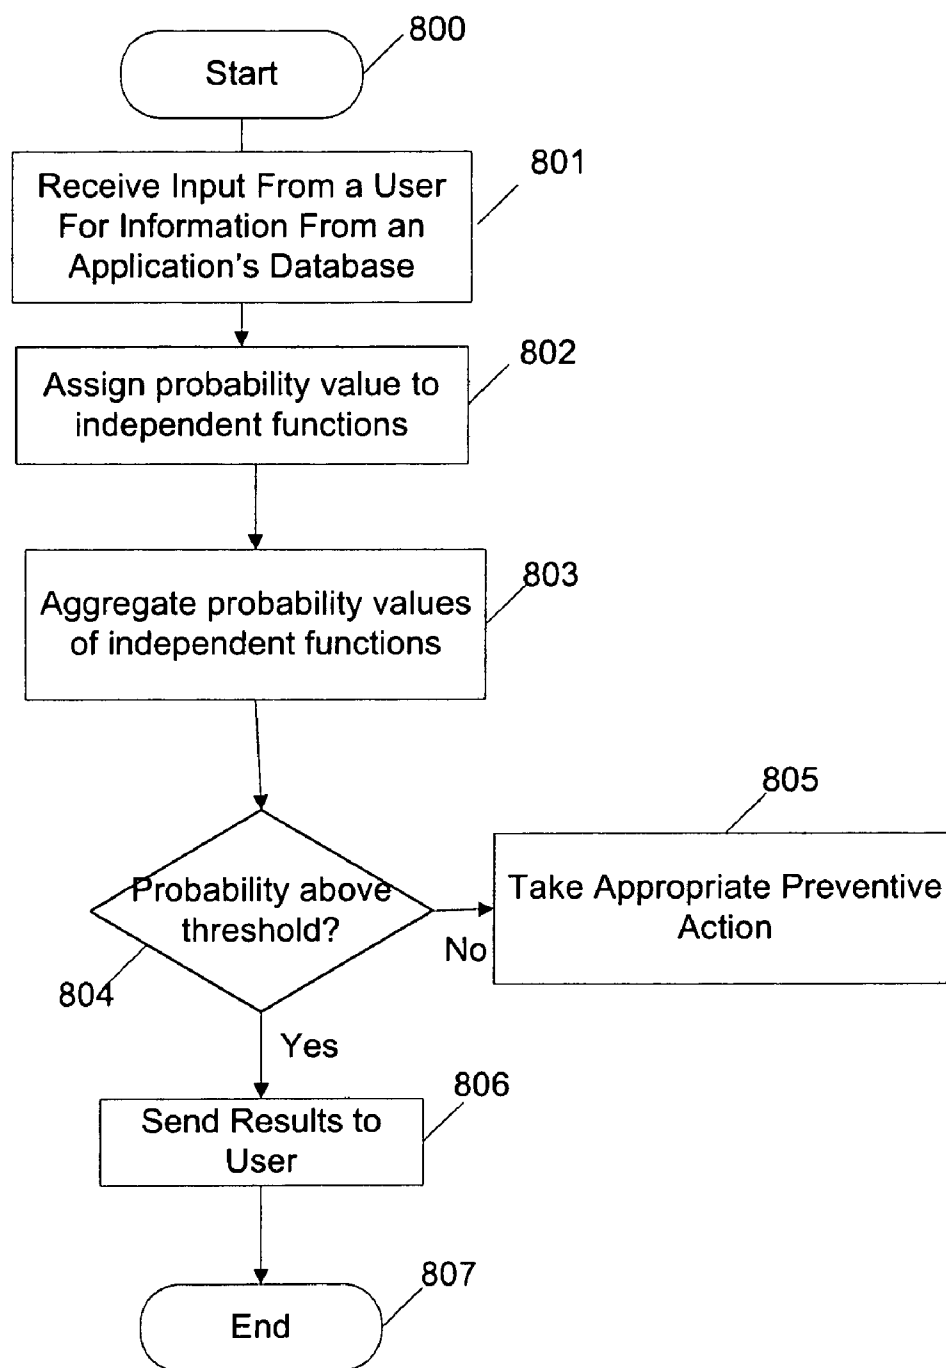 800
Start
801
Receive Input From a User
For Information From an
Application's Database
802
Assign probability value to
independent functions
803
Aggregate probability values
of independent functions
805
Probability above
threshold?
Take Appropriate Preventive
Action
No
804
Yes
806
Send Results to
User
807
End